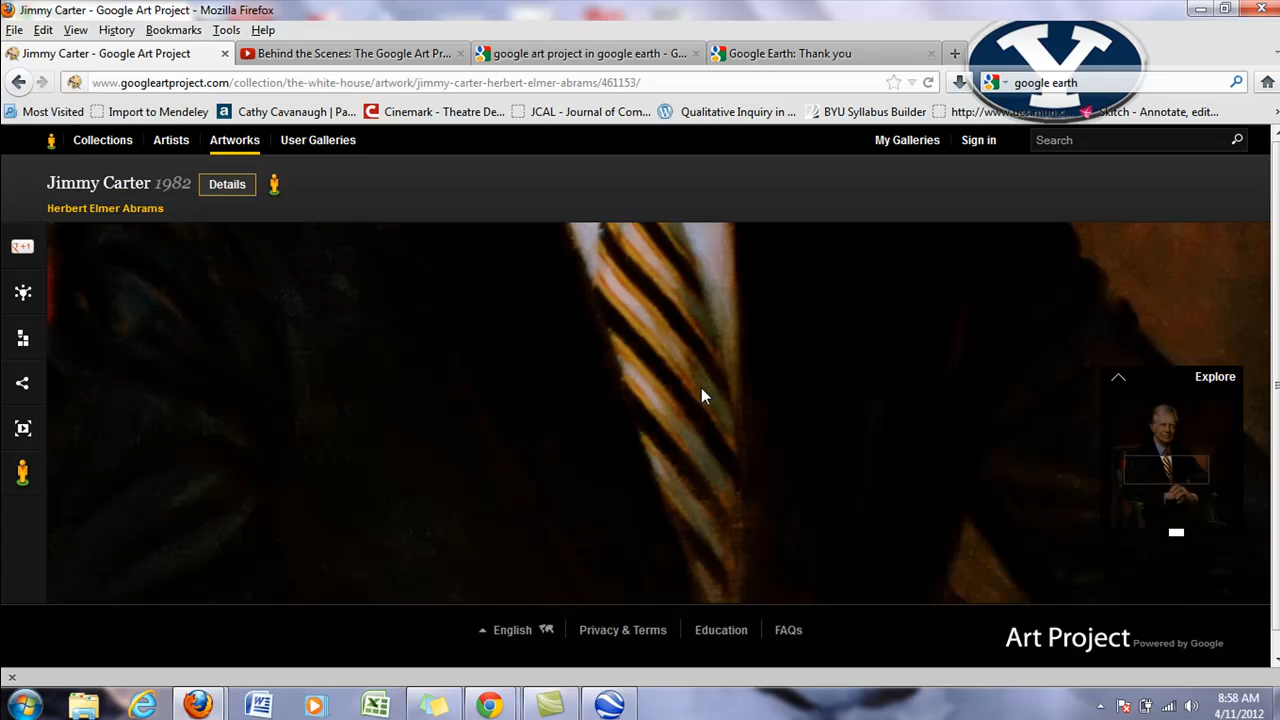 Jimmy Carter - Google Art Project - Mozilla Firefox
File Edit View History Bookmarks Tools Help
Jimmy Carter - Google Art Project Behind the Scenes: The Google Art Pr... google art project in google earth - G... Google Earth: Thank you
www.googleartproject.com/collection/the-white-house/artwork/jimmy-carter-herbert-elmer-abrams/461153/ google earth
Most Visited Import to Mendeley Cathy Cavanaugh Cinemark - Theatre De... JCAL - Journal of Com... Qualitative Inquiry in ... BYU Syllabus Builder Skitch - Annotate, edit...
Collections Artists Artworks User Galleries My Galleries Sign in Search
Jimmy Carter 1982 Details
Herbert Elmer Abrams
+1
Explore
English Privacy & Terms Education FAQs
Art Project Powered by Google
8:58 AM
4/11/2012